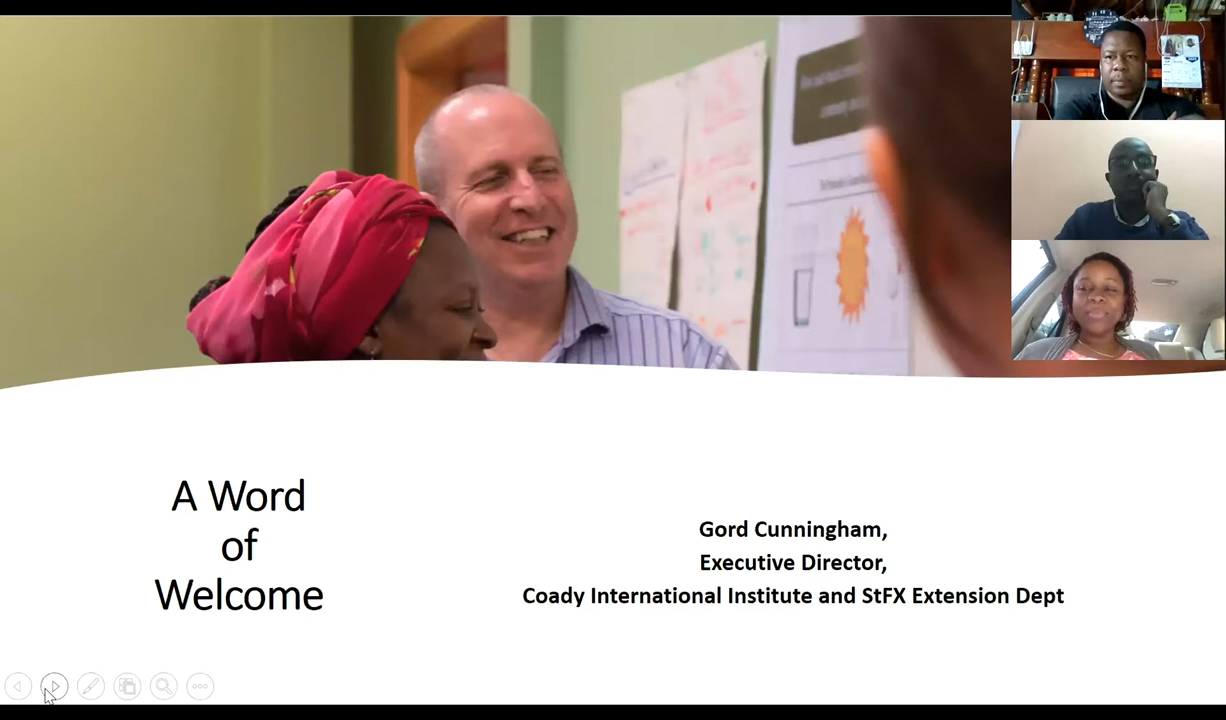 A Word
of
Welcome
Gord Cunningham,
Executive Director,
Coady International Institute and StFX Extension Dept